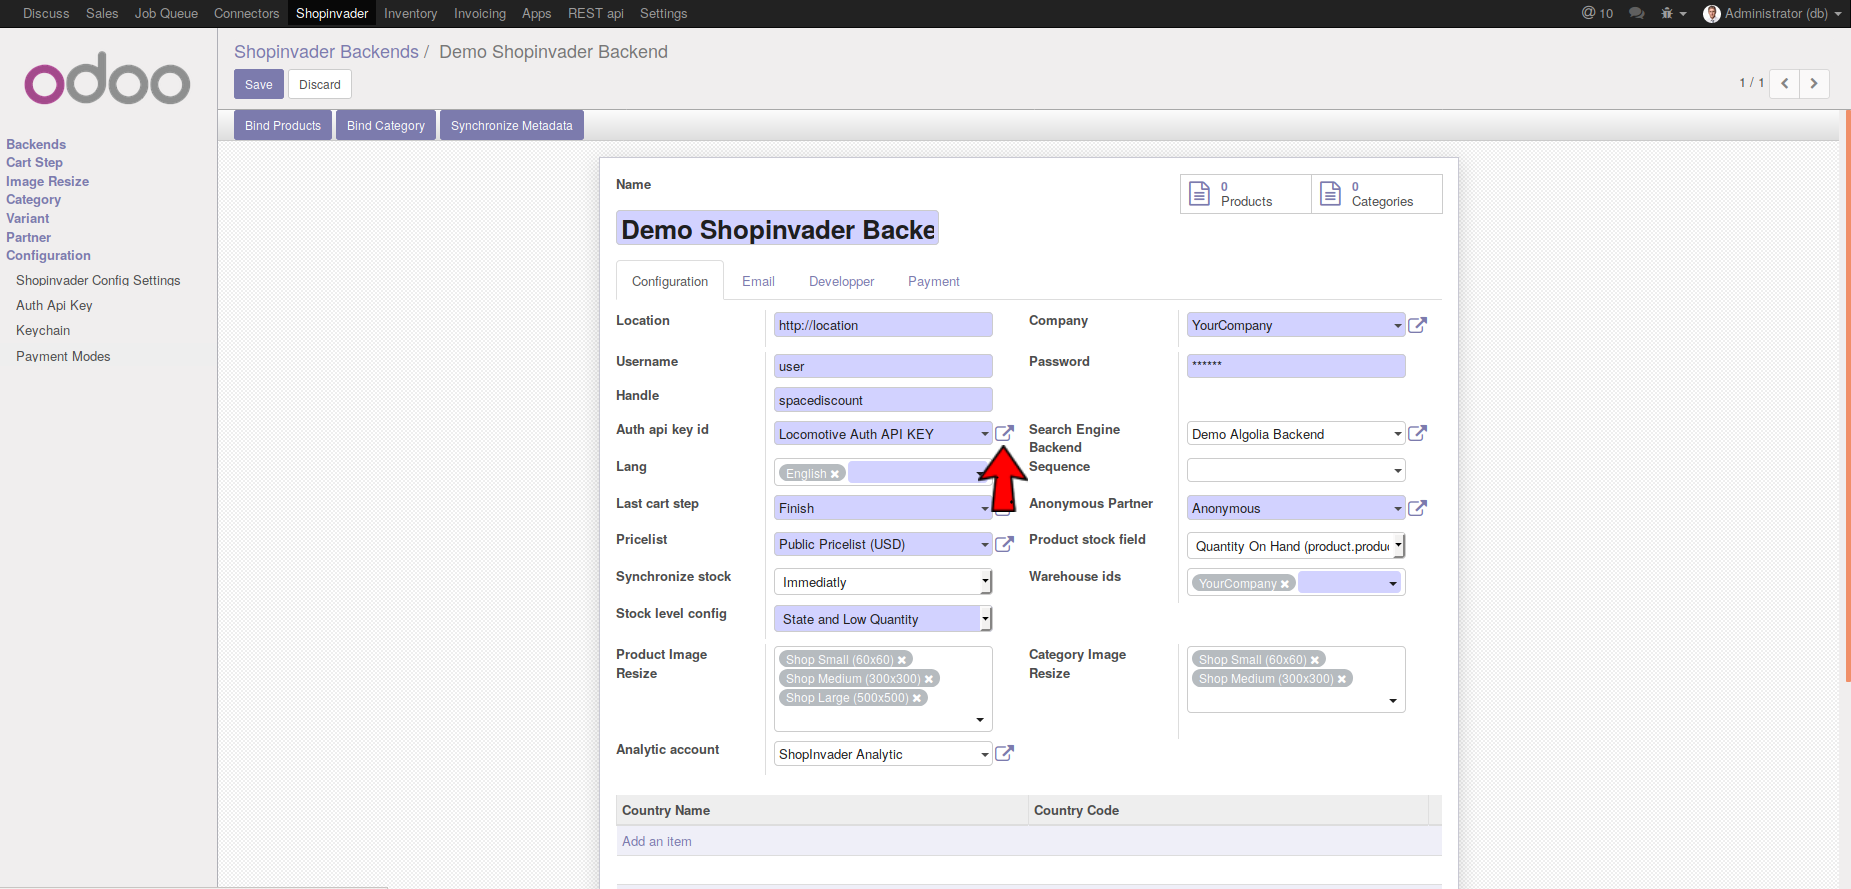 Discuss Sales Job Queue Connectors Shopinvader Inventory Invoicing Apps REST api Settings @ 10 Administrator (db)
odoo
Shopinvader Backends / Demo Shopinvader Backend
Save Discard 1 / 1
Bind Products Bind Category Synchronize Metadata
Backends
Cart Step
Image Resize
Category
Variant
Partner
Configuration
Shopinvader Config Settings
Auth Api Key
Keychain
Payment Modes
Name
0 Products
0 Categories
Demo Shopinvader Backe
Configuration Email Developper Payment
Location http://location Company YourCompany
Username user Password ******
Handle spacediscount
Auth api key id Locomotive Auth API KEY Search Engine Backend Demo Algolia Backend
Lang English Sequence
Last cart step Finish Anonymous Partner Anonymous
Pricelist Public Pricelist (USD) Product stock field Quantity On Hand (product.produ
Synchronize stock Immediatly Warehouse ids YourCompany
Stock level config State and Low Quantity
Product Image Resize Shop Small (60x60) Category Image Resize Shop Small (60x60)
Shop Medium (300x300) Shop Medium (300x300)
Shop Large (500x500)
Analytic account ShopInvader Analytic
Country Name Country Code
Add an item